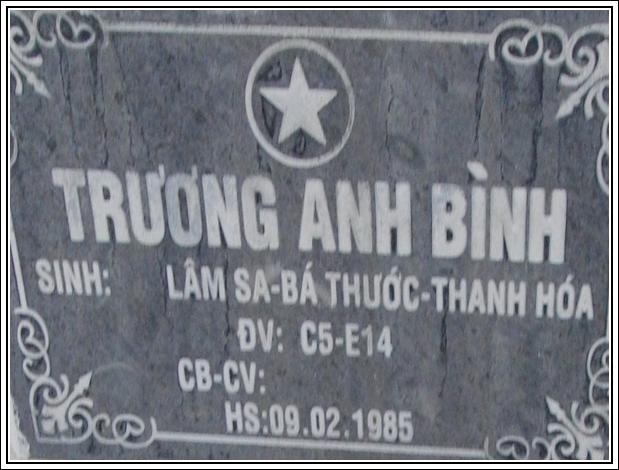 TRƯƠNG ANH BÌNH
SINH: LÂM SA-BÁ THƯỚC-THANH HÓA
ĐV: C5-E14
CB-CV:
HS:09.02.1985